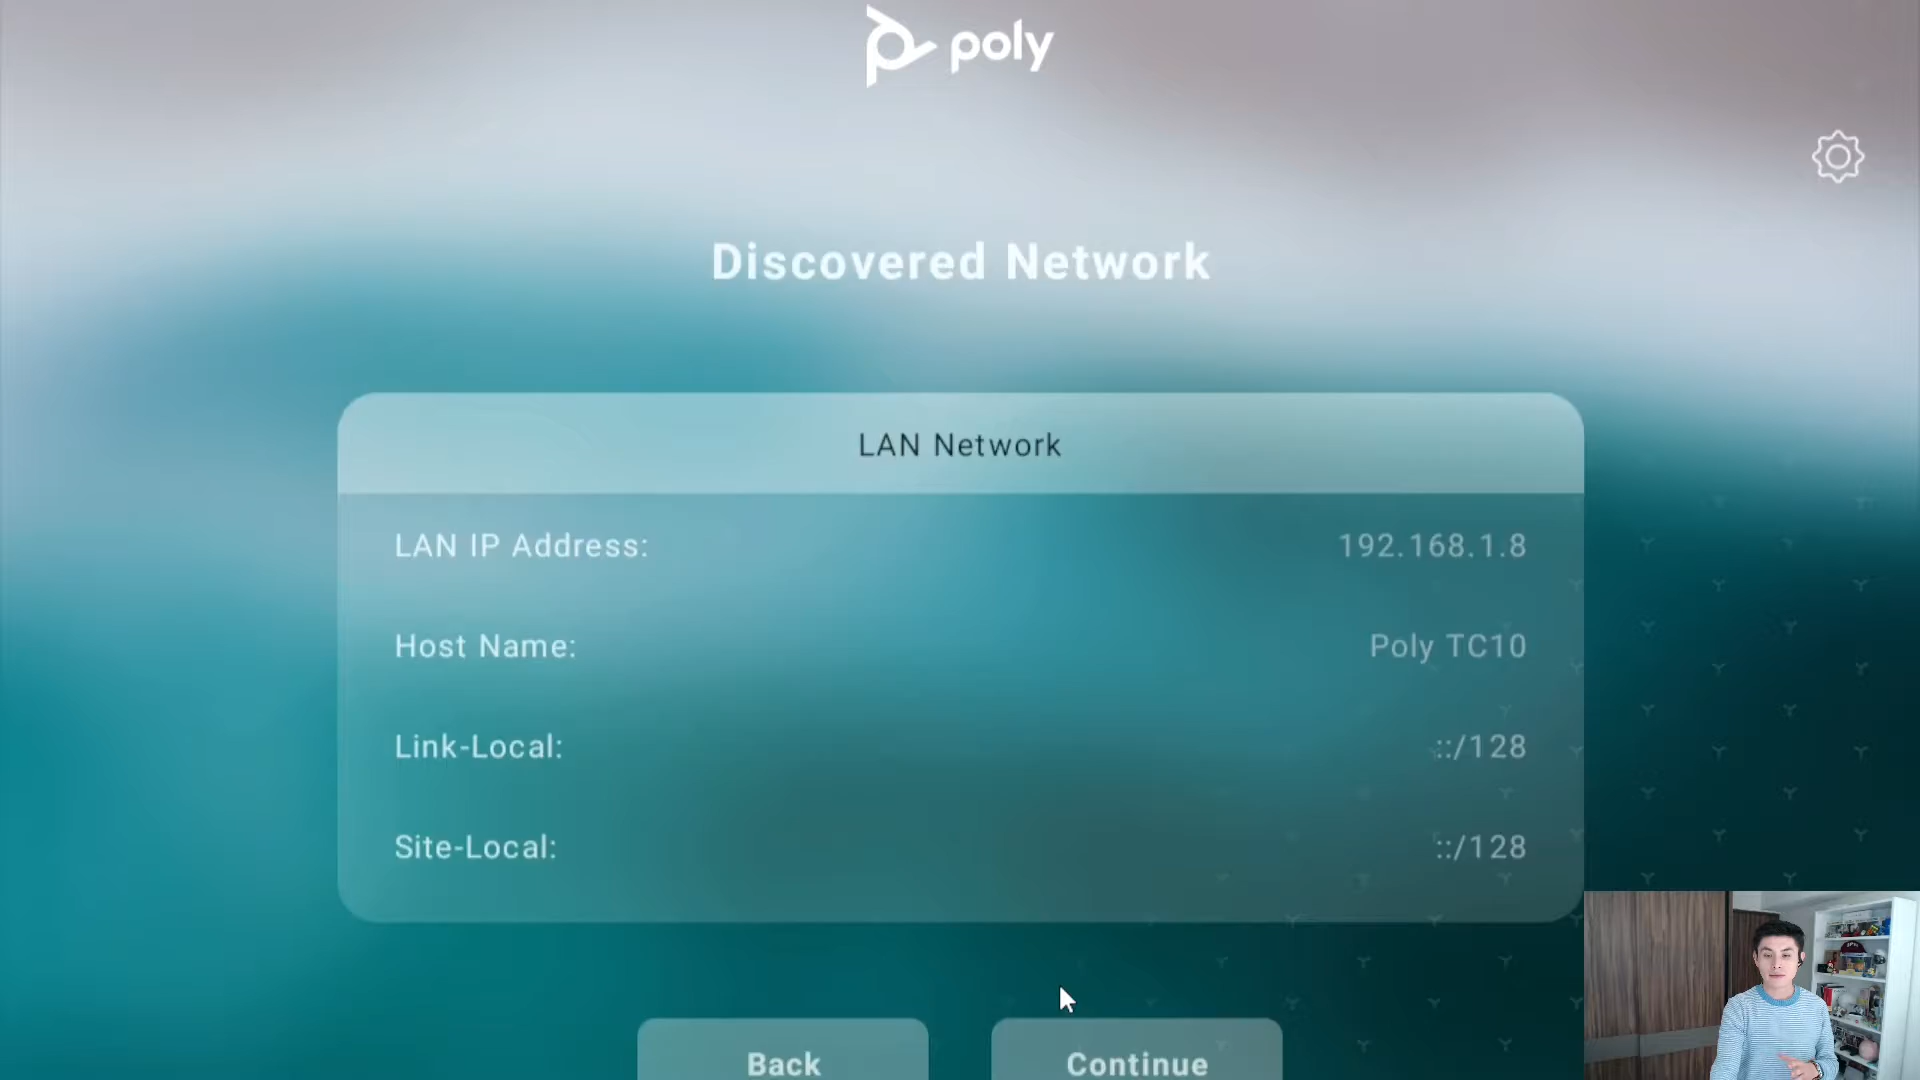 poly
Discovered Network
LAN Network
LAN IP Address: 192.168.1.8
Host Name: Poly TC10
Link-Local: ::/128
Site-Local: ::/128
Back Continue